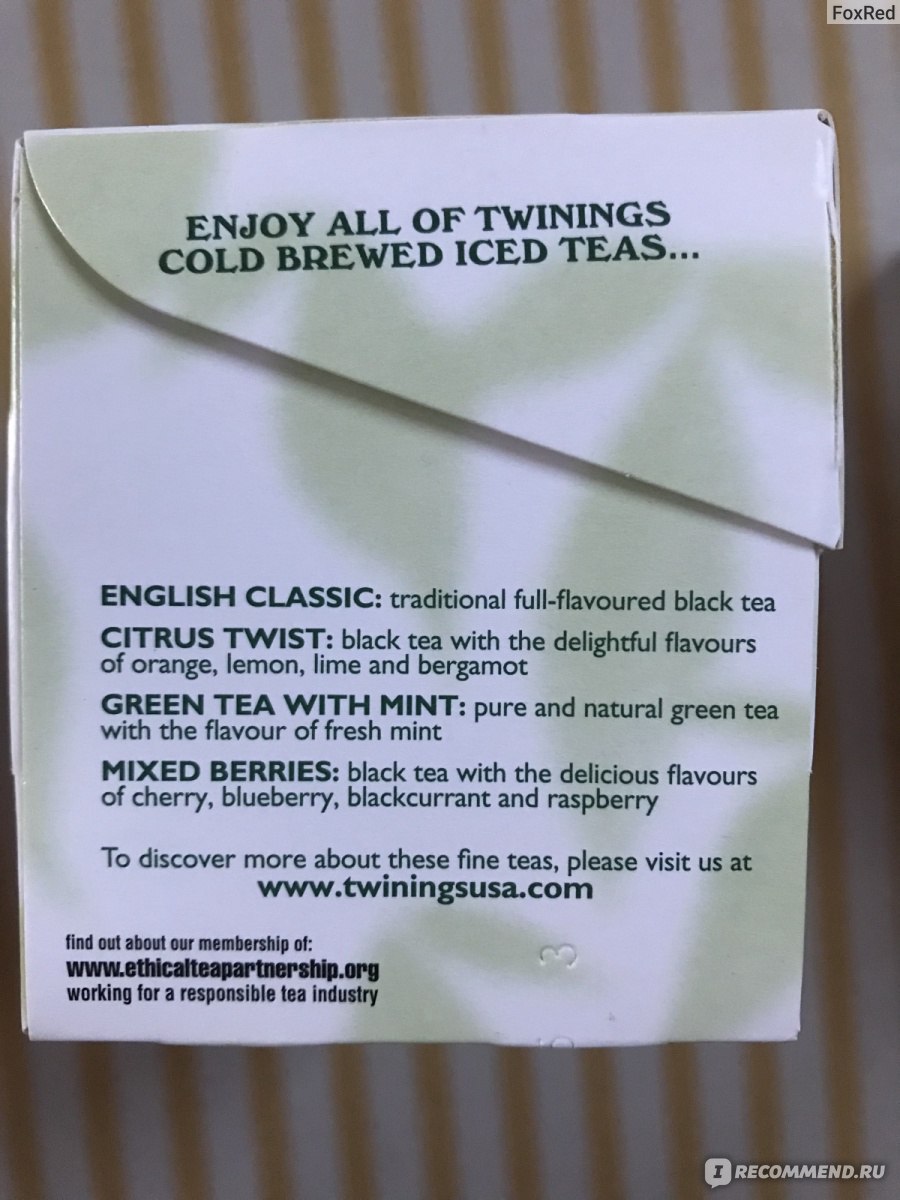 FoxRed
ENJOY ALL OF TWININGS
COLD BREWED ICED TEAS...
ENGLISH CLASSIC: traditional full-flavoured black tea
CITRUS TWIST: black tea with the delightful flavours
of orange, lemon, lime and bergamot
GREEN TEA WITH MINT: pure and natural green tea
with the flavour of fresh mint
MIXED BERRIES: black tea with the delicious flavours
of cherry, blueberry, blackcurrant and raspberry
To discover more about these fine teas, please visit us at
www.twiningsusa.com
find out about our membership of:
www.ethicalteapartnership.org
working for a responsible tea industry
3
I RECOMMEND.RU